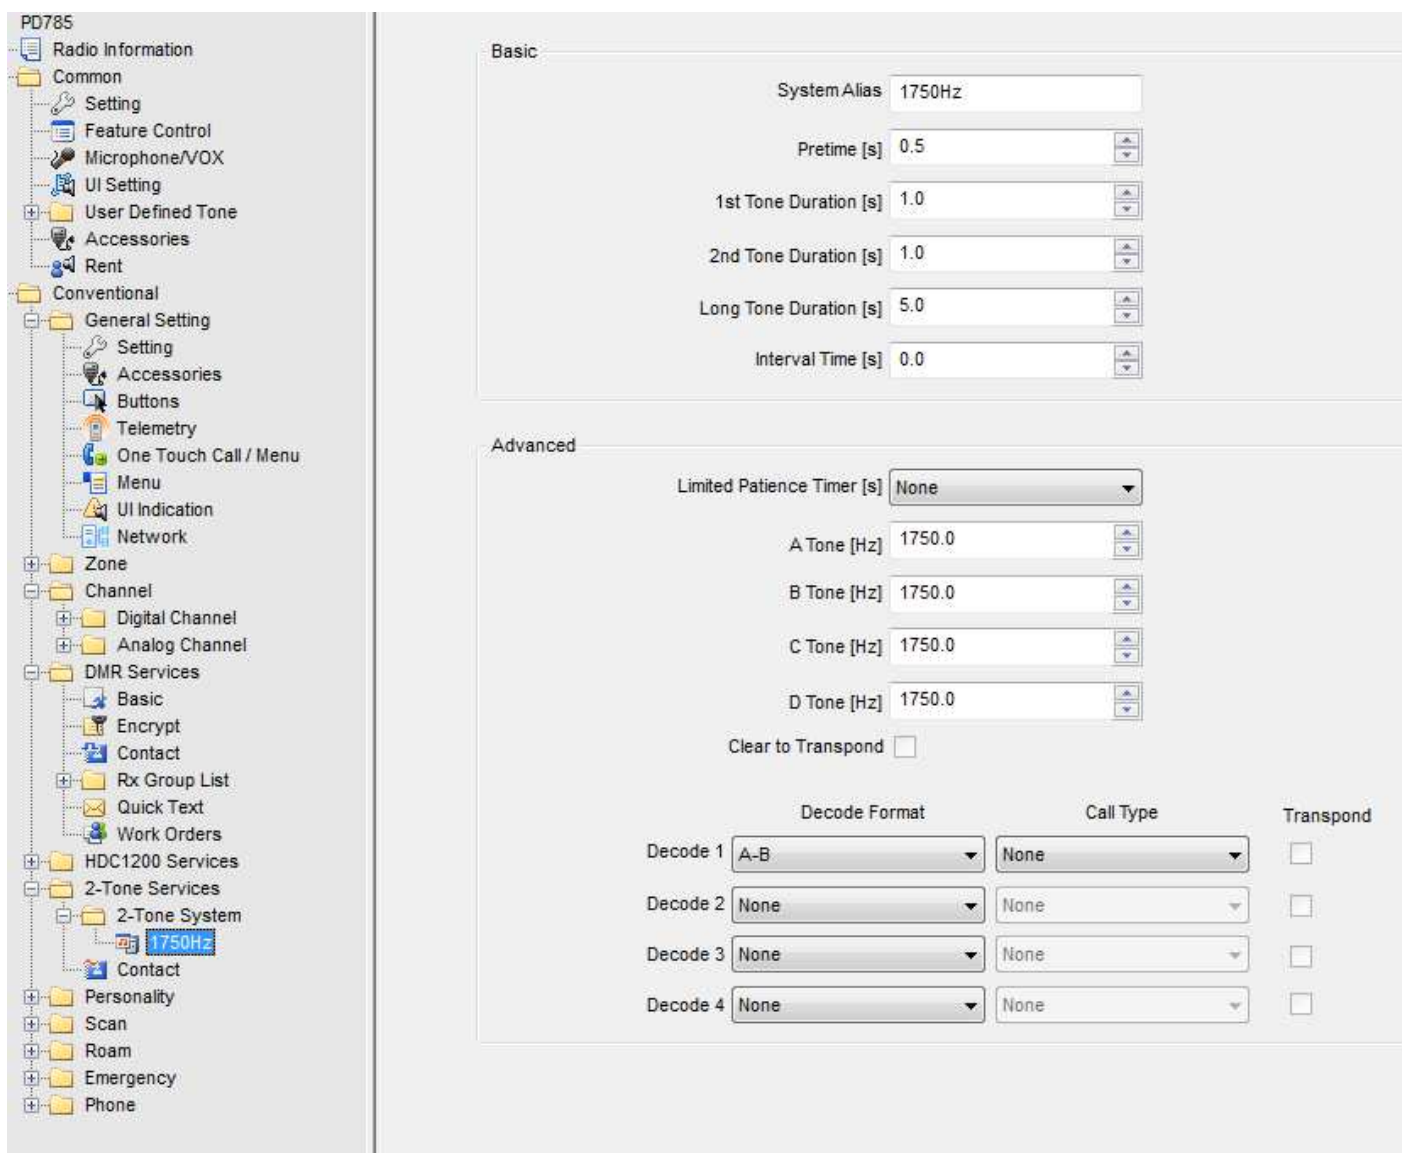 PD785
Radio Information
Common
Setting
Feature Control
Microphone/VOX
UI Setting
User Defined Tone
Accessories
Rent
Conventional
General Setting
Setting
Accessories
Buttons
Telemetry
One Touch Call / Menu
Menu
UI Indication
Network
Zone
Channel
Digital Channel
Analog Channel
DMR Services
Basic
Encrypt
Contact
Rx Group List
Quick Text
Work Orders
HDC1200 Services
2-Tone Services
2-Tone System
1750Hz
Contact
Personality
Scan
Roam
Emergency
Phone
Basic
System Alias 1750Hz
Pretime [s] 0.5
1st Tone Duration [s] 1.0
2nd Tone Duration [s] 1.0
Long Tone Duration [s] 5.0
Interval Time [s] 0.0
Advanced
Limited Patience Timer [s] None
A Tone [Hz] 1750.0
B Tone [Hz] 1750.0
C Tone [Hz] 1750.0
D Tone [Hz] 1750.0
Clear to Transpond
Decode Format Call Type Transpond
Decode 1 A-B None
Decode 2 None None
Decode 3 None None
Decode 4 None None